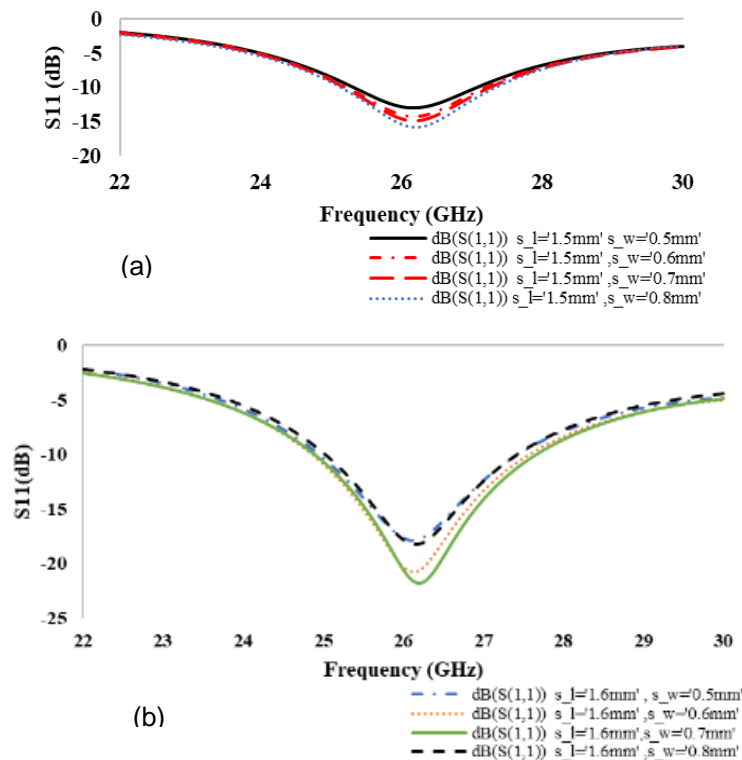 0
-5
-10
-15
-20
S11 (dB)
22 24 26 28 30
Frequency (GHz)
dB(S(1,1)) s_l='1.5mm' s_w='0.5mm'
dB(S(1,1)) s_l='1.5mm' ,s_w='0.6mm'
dB(S(1,1)) s_l='1.5mm' ,s_w='0.7mm'
dB(S(1,1)) s_l='1.5mm' ,s_w='0.8mm'
(a)
0
-5
-10
-15
-20
-25
S11(dB)
22 23 24 25 26 27 28 29 30
Frequency (GHz)
dB(S(1,1)) s_l='1.6mm' , s_w='0.5mm'
dB(S(1,1)) s_l='1.6mm' ,s_w='0.6mm'
dB(S(1,1)) s_l='1.6mm',s_w='0.7mm'
dB(S(1,1)) s_l='1.6mm' ,s_w='0.8mm'
(b)